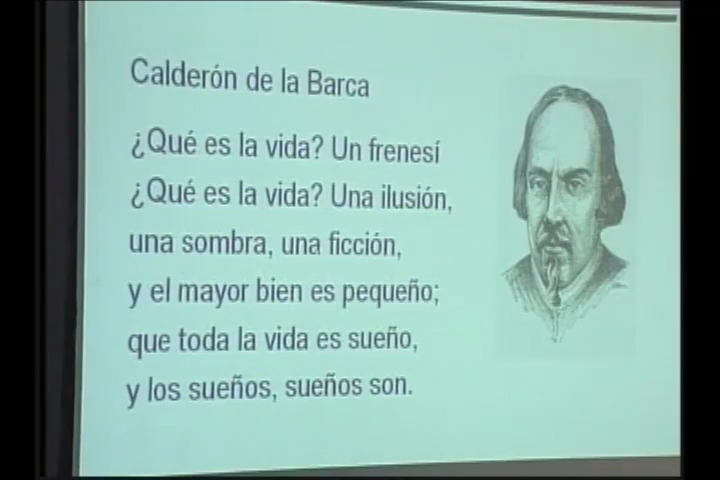 Calderón de la Barca
¿Qué es la vida? Un frenesí
¿Qué es la vida? Una ilusión,
una sombra, una ficción,
y el mayor bien es pequeño;
que toda la vida es sueño,
y los sueños, sueños son.